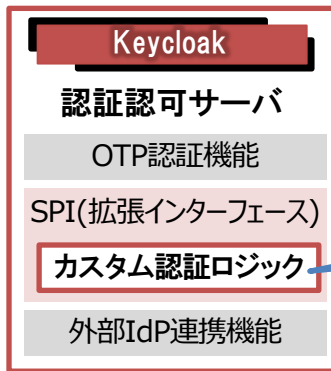 Keycloak
認証認可サーバ
OTP認証機能
SPI(拡張インターフェース)
カスタム認証ロジック
外部IdP連携機能